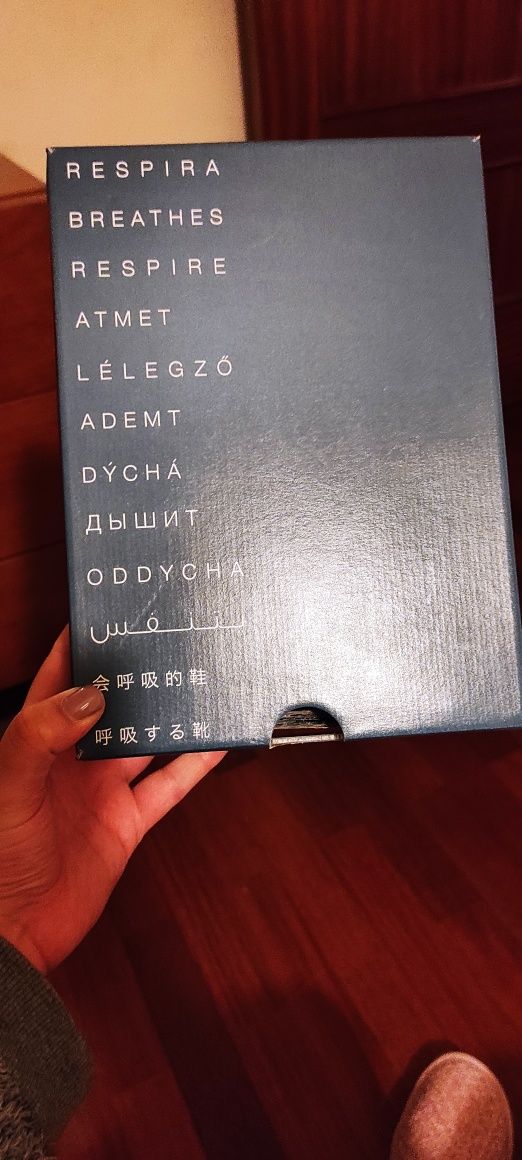 RESPIRA
BREATHES
RESPIRE
ATMET
LÉLEGZŐ
ADEMT
DÝCHÁ
ДЫШИТ
ODDYCHA
يتنفس
会呼吸的鞋
呼吸する靴